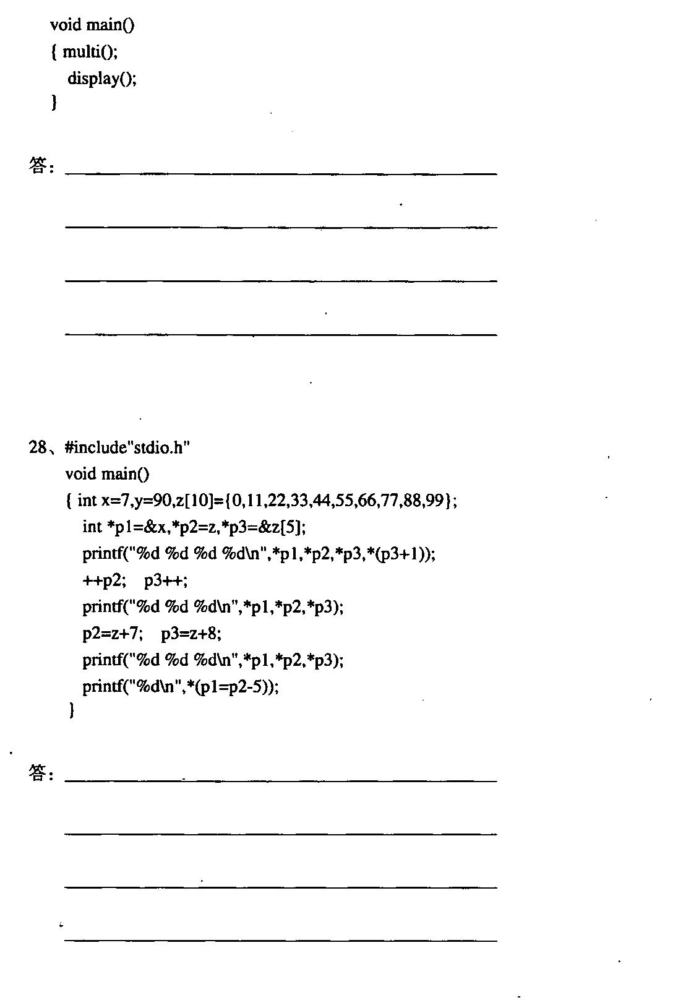 void main()
{ multi();
display();
}
答：
28、#include"stdio.h"
void main()
{ int x=7,y=90,z[10]={0,11,22,33,44,55,66,77,88,99};
int *p1=&x,*p2=z,*p3=&z[5];
printf("%d %d %d %d\n",*p1,*p2,*p3,*(p3+1));
++p2; p3++;
printf("%d %d %d\n",*p1,*p2,*p3);
p2=z+7; p3=z+8;
printf("%d %d %d\n",*p1,*p2,*p3);
printf("%d\n",*(p1=p2-5));
}
答：